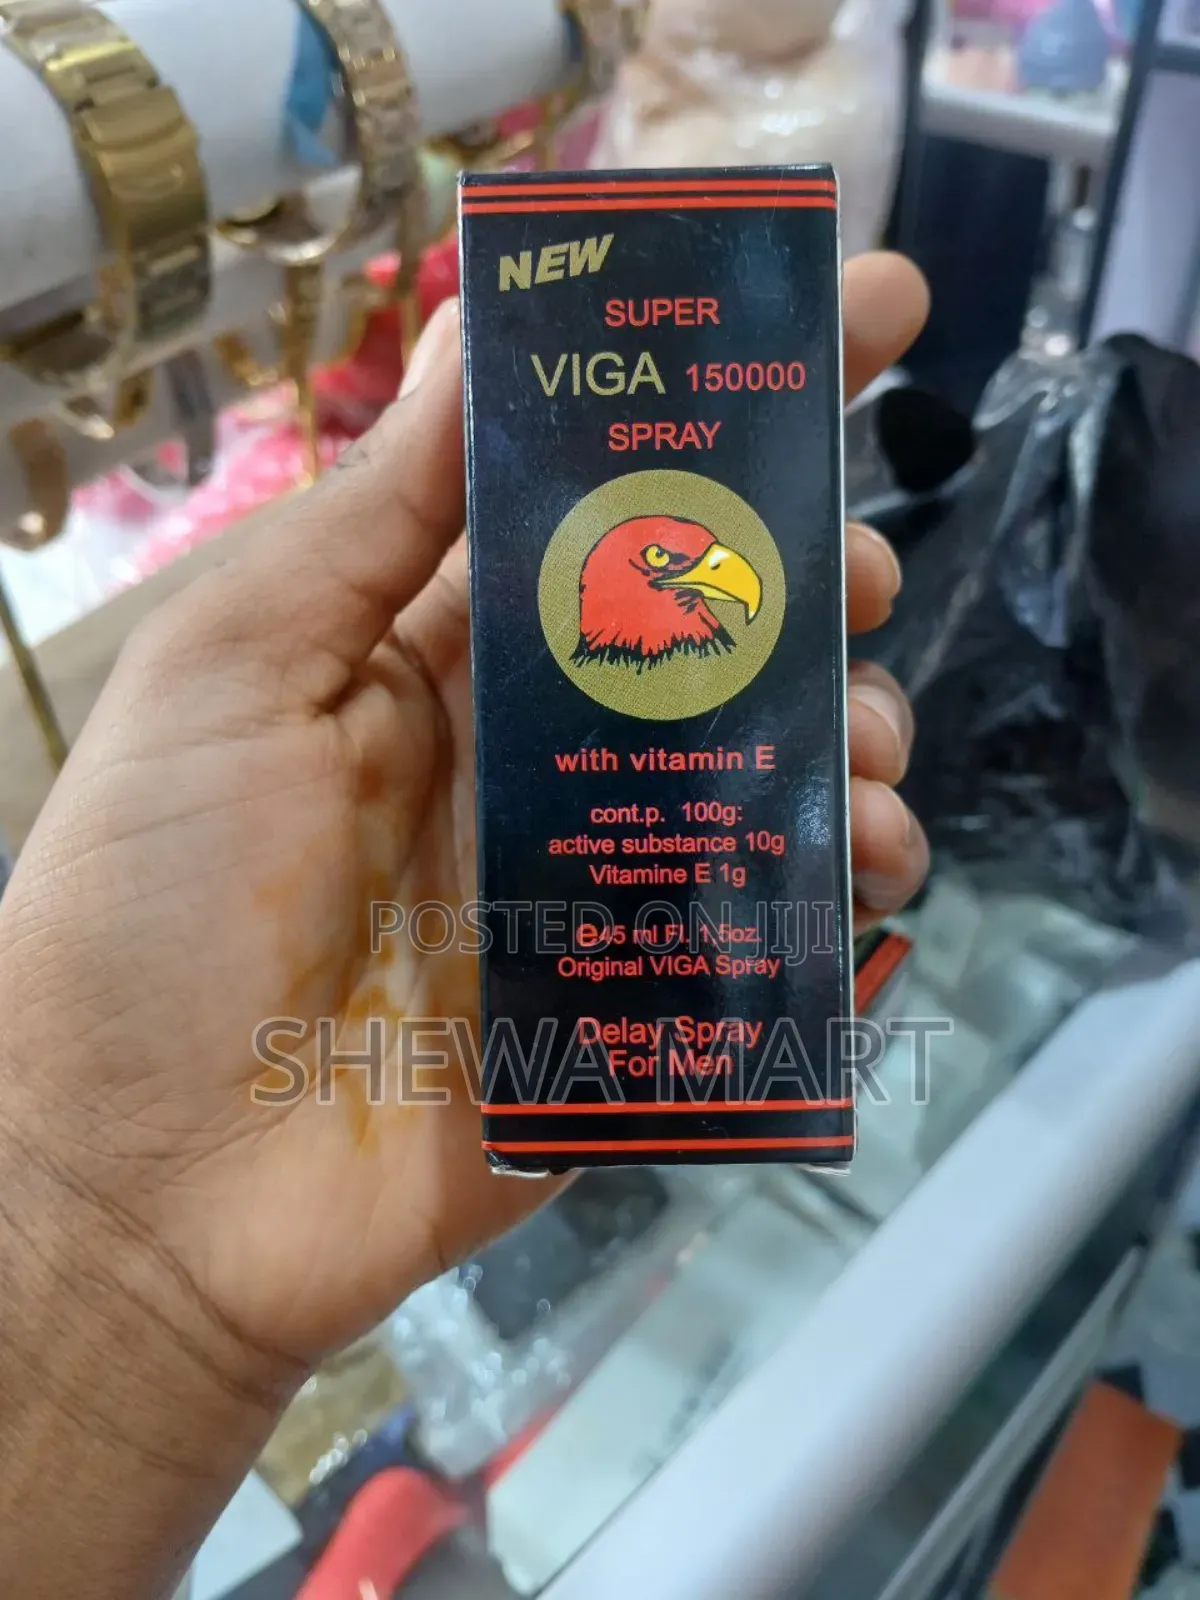 NEW
SUPER
VIGA 150000
SPRAY
with vitamin E
cont.p. 100g:
active substance 10g
Vitamine E 1g
POSTED ON JIJI
e45 ml Fl. 1,5oz.
Original VIGA Spray
SHEWA MART
Delay Spray
For Men